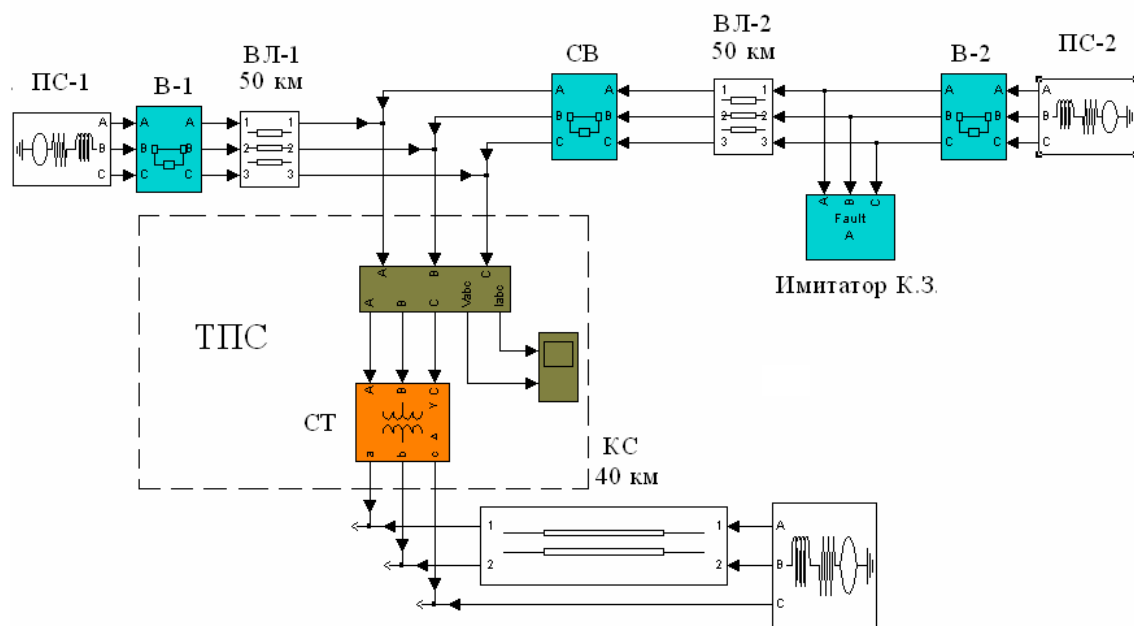 ПС-1
В-1
ВЛ-1
50 км
СВ
ВЛ-2
50 км
В-2
ПС-2
A
B
C
A A
B B
C C
1 1
2 2
3 3
A A
B B
C C
1 1
2 2
3 3
A A
B B
C C
A
B
C
A B C
Fault
A
Имитатор К.З.
ТПС
A B C
A B C Vabc Iabc
СТ
A B C
Y
Δ
a b c
КС
40 км
1 1
2 2
A
B
C